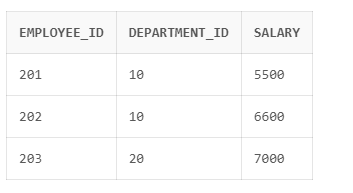 EMPLOYEE_ID DEPARTMENT_ID SALARY
201 10 5500
202 10 6600
203 20 7000